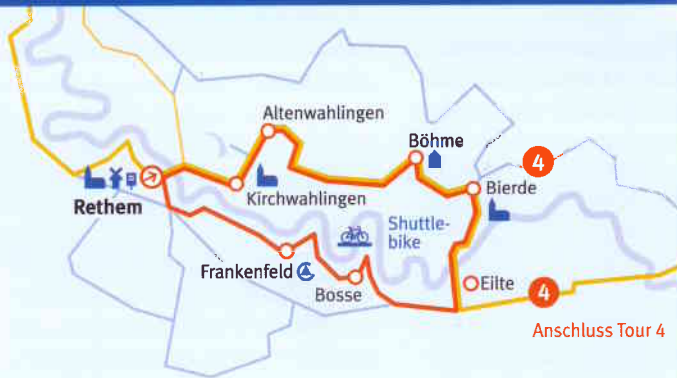 Altenwahlingen
Böhme
4
Bierde
Rethem
Kirchwahlingen
Shuttle-
bike
Frankenfeld
Bosse
Eilte
4
Anschluss Tour 4